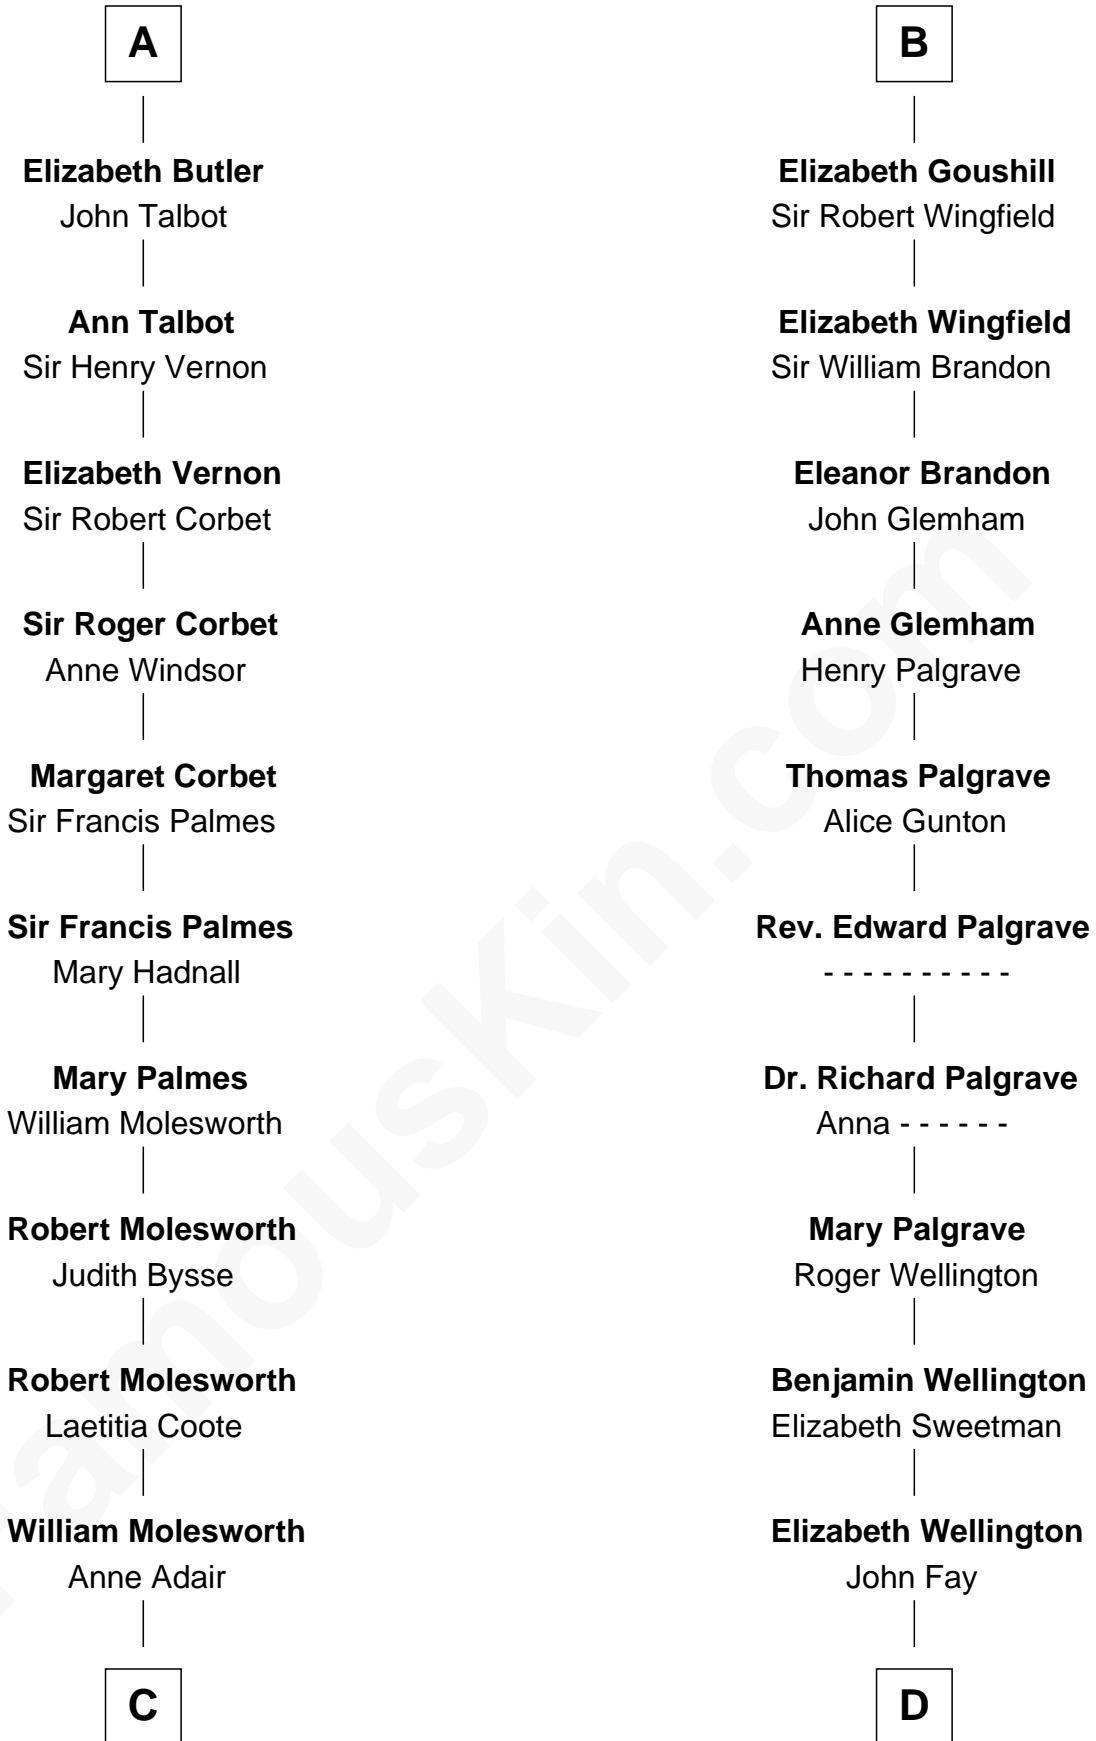 A
Elizabeth Butler
John Talbot
Ann Talbot
Sir Henry Vernon
Elizabeth Vernon
Sir Robert Corbet
Sir Roger Corbet
Anne Windsor
Margaret Corbet
Sir Francis Palmes
Sir Francis Palmes
Mary Hadnall
Mary Palmes
William Molesworth
Robert Molesworth
Judith Bysse
Robert Molesworth
Laetitia Coote
William Molesworth
Anne Adair
C
B
Elizabeth Goushill
Sir Robert Wingfield
Elizabeth Wingfield
Sir William Brandon
Eleanor Brandon
John Glemham
Anne Glemham
Henry Palgrave
Thomas Palgrave
Alice Gunton
Rev. Edward Palgrave
- - - - - - - - - -
Dr. Richard Palgrave
Anna - - - - - -
Mary Palgrave
Roger Wellington
Benjamin Wellington
Elizabeth Sweetman
Elizabeth Wellington
John Fay
D
FamousKin.com